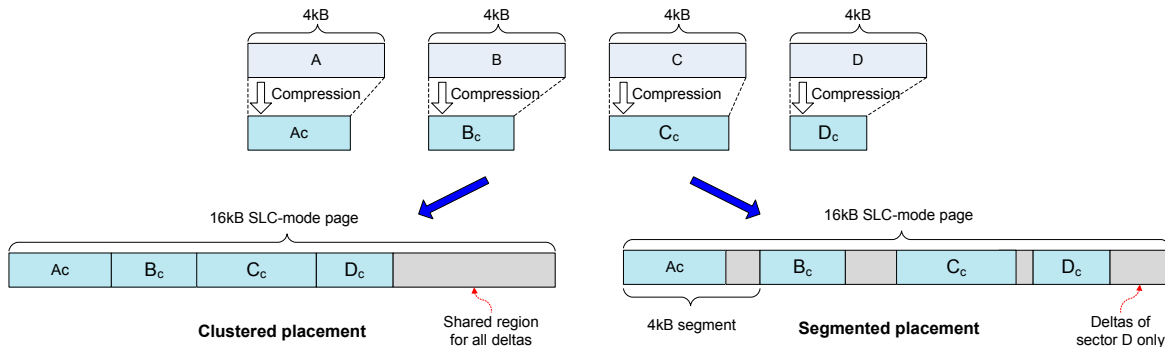 4kB 4kB 4kB 4kB
A B C D
Compression Compression Compression Compression
Ac Bc Cc Dc
16kB SLC-mode page
16kB SLC-mode page
Ac Bc Cc Dc
Ac Bc Cc Dc
Clustered placement
Shared region
for all deltas
4kB segment
Segmented placement
Deltas of
sector D only